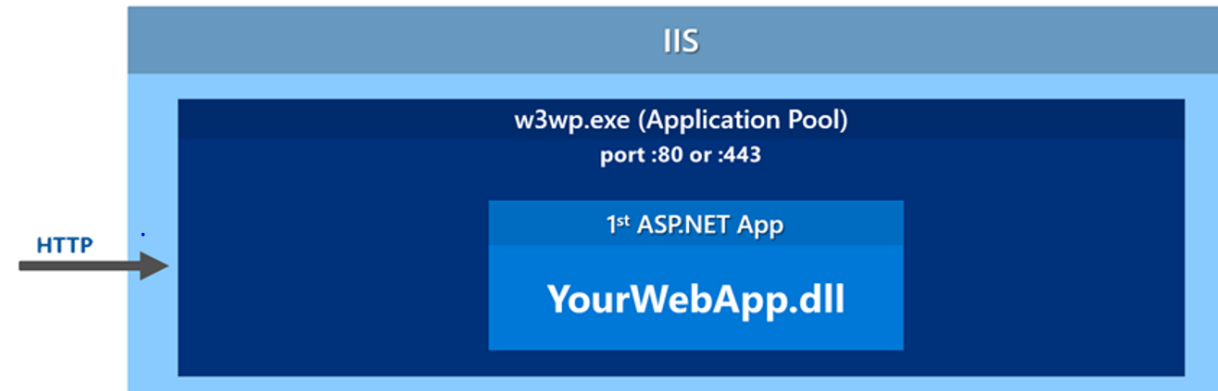 IIS
w3wp.exe (Application Pool)
port :80 or :443
1st ASP.NET App
HTTP
YourWebApp.dll